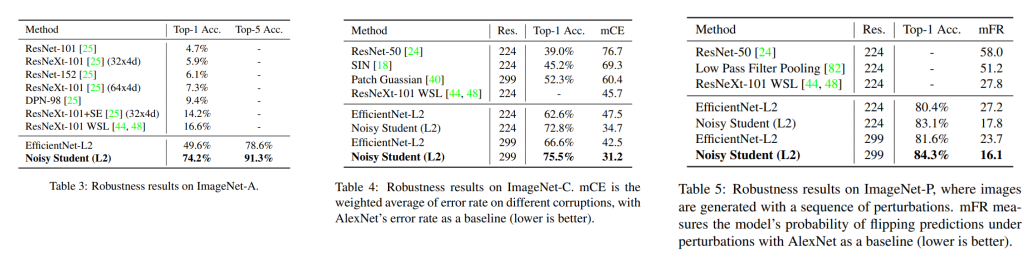 Method Top-1 Acc. Top-5 Acc.
ResNet-101 [25] 4.7% -
ResNeXt-101 [25] (32x4d) 5.9% -
ResNet-152 [25] 6.1% -
ResNeXt-101 [25] (64x4d) 7.3% -
DPN-98 [25] 9.4% -
ResNeXt-101+SE [25] (32x4d) 14.2% -
ResNeXt-101 WSL [44, 48] 16.6% -
EfficientNet-L2 49.6% 78.6%
Noisy Student (L2) 74.2% 91.3%
Table 3: Robustness results on ImageNet-A.
Method Res. Top-1 Acc. mCE
ResNet-50 [24] 224 39.0% 76.7
SIN [18] 224 45.2% 69.3
Patch Guassian [40] 299 52.3% 60.4
ResNeXt-101 WSL [44, 48] 224 - 45.7
EfficientNet-L2 224 62.6% 47.5
Noisy Student (L2) 224 72.8% 34.7
EfficientNet-L2 299 66.6% 42.5
Noisy Student (L2) 299 75.5% 31.2
Table 4: Robustness results on ImageNet-C. mCE is the
weighted average of error rate on different corruptions, with
AlexNet's error rate as a baseline (lower is better).
Method Res. Top-1 Acc. mFR
ResNet-50 [24] 224 - 58.0
Low Pass Filter Pooling [82] 224 - 51.2
ResNeXt-101 WSL [44, 48] 224 - 27.8
EfficientNet-L2 224 80.4% 27.2
Noisy Student (L2) 224 83.1% 17.8
EfficientNet-L2 299 81.6% 23.7
Noisy Student (L2) 299 84.3% 16.1
Table 5: Robustness results on ImageNet-P, where images
are generated with a sequence of perturbations. mFR mea-
sures the model's probability of flipping predictions under
perturbations with AlexNet as a baseline (lower is better).